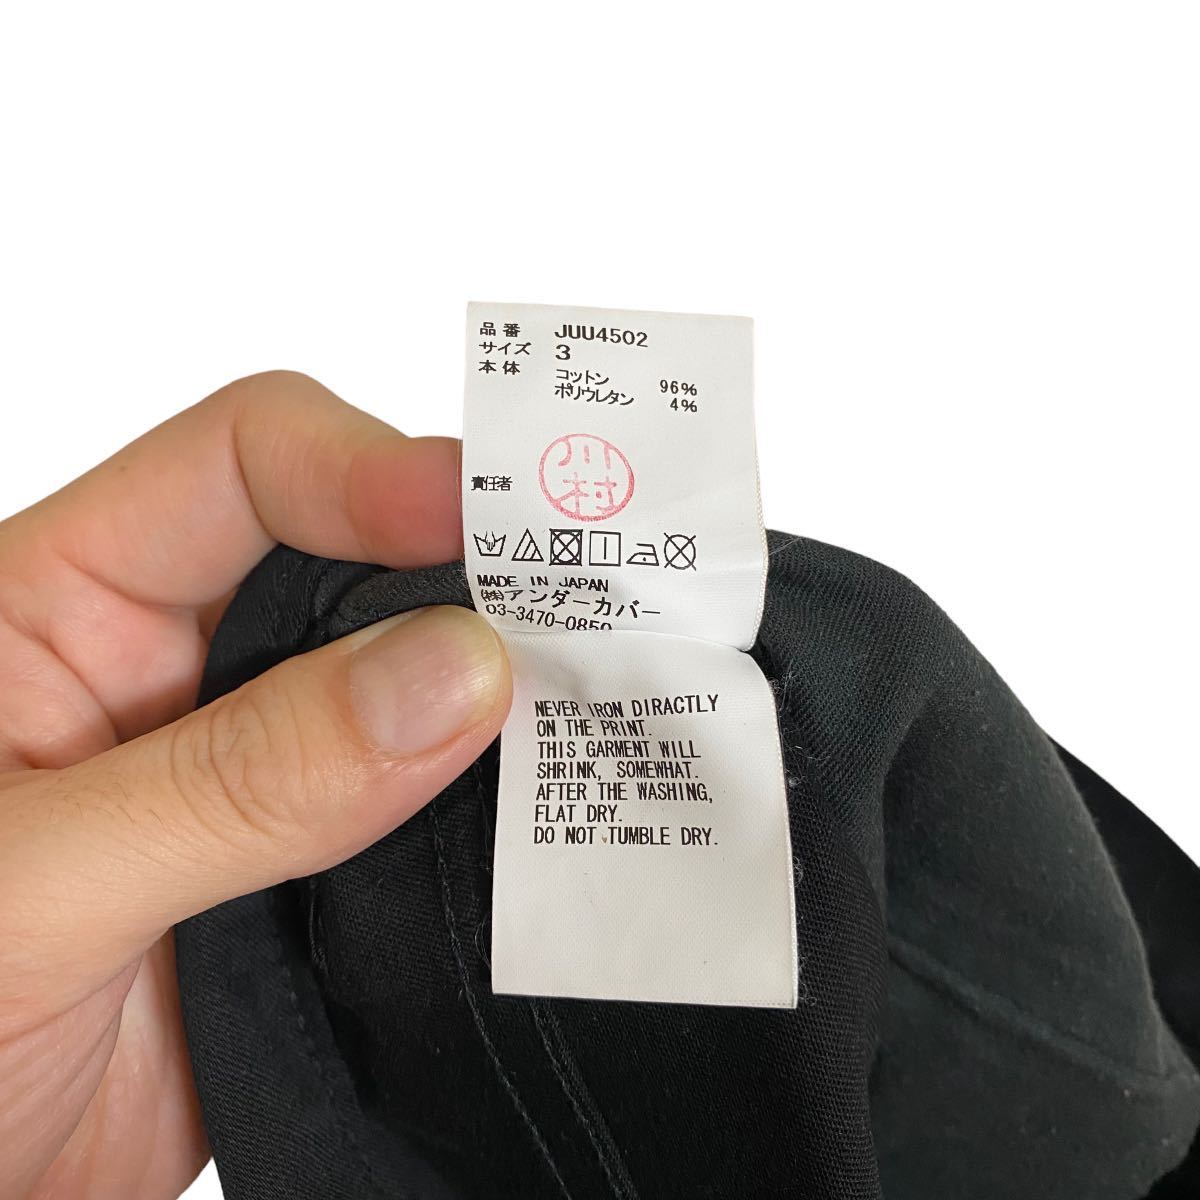 品番 JUU4502
サイズ 3
本体 コットン 96%
ポリウレタン 4%
責任者 川村
MADE IN JAPAN
㈱アンダーカバー
03-3470-0850
NEVER IRON DIRACTLY
ON THE PRINT.
THIS GARMENT WILL
SHRINK, SOMEWHAT.
AFTER THE WASHING,
FLAT DRY.
DO NOT TUMBLE DRY.